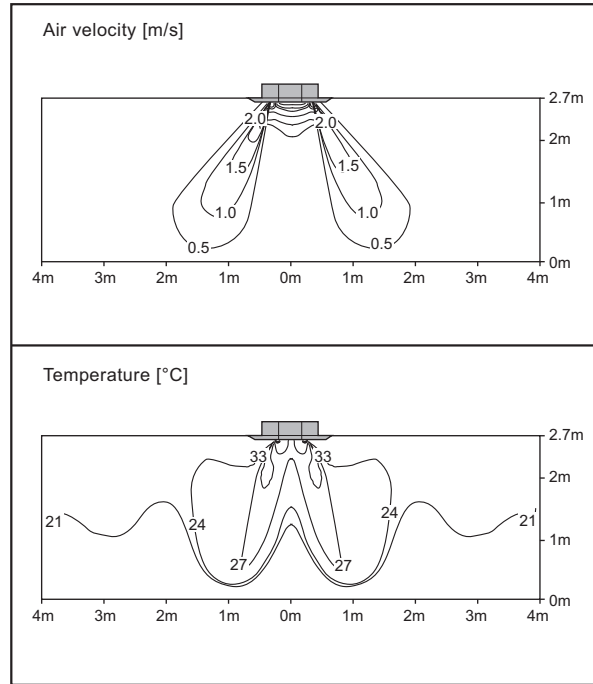 Air velocity [m/s]
2.7m
2.0 2.0
2m
1.5 1.5
1m
1.0 1.0
0.5 0.5
0m
4m 3m 2m 1m 0m 1m 2m 3m 4m
Temperature [°C]
2.7m
33 33
2m
21 24 24 21
1m
27 27
0m
4m 3m 2m 1m 0m 1m 2m 3m 4m